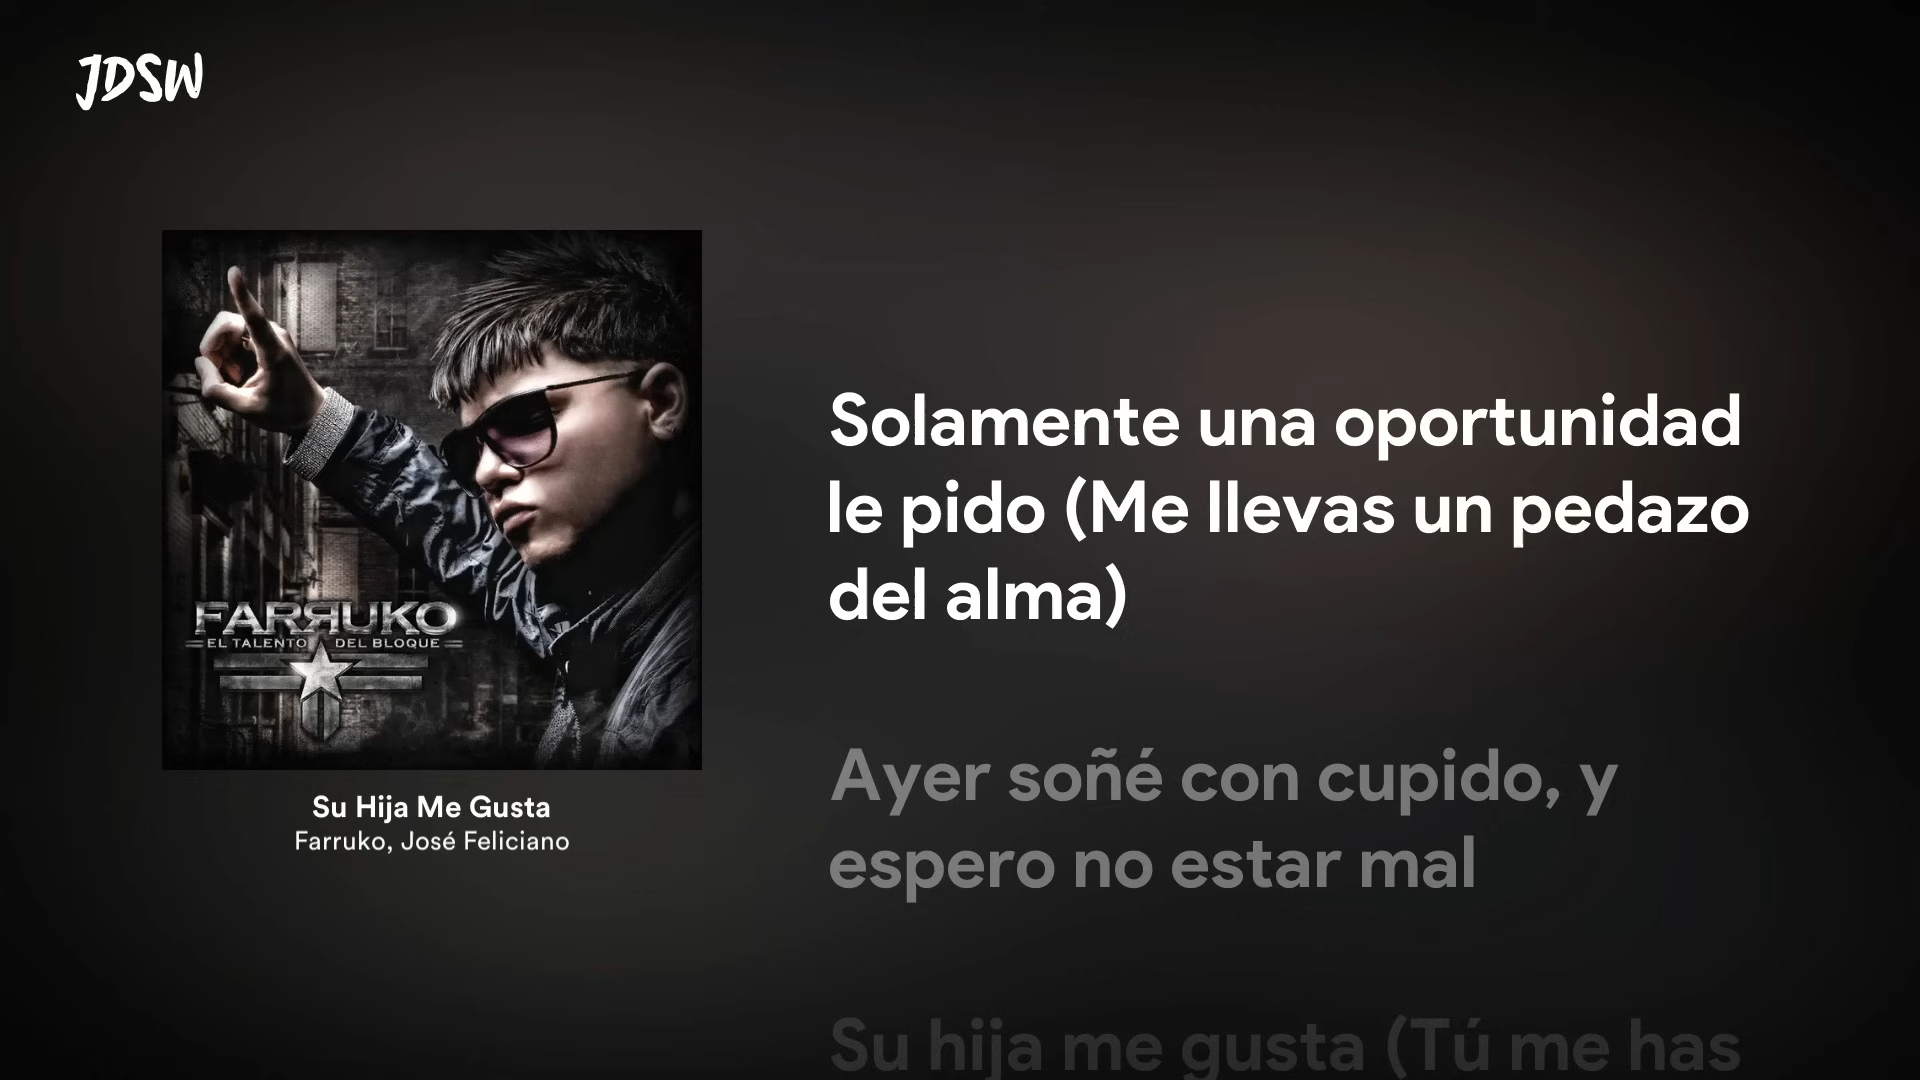 JDSW
FARRUKO
EL TALENTO DEL BLOQUE
Su Hija Me Gusta
Farruko, José Feliciano
Solamente una oportunidad
le pido (Me llevas un pedazo
del alma)
Ayer soñé con cupido, y
espero no estar mal
Su hija me gusta (Tú me has